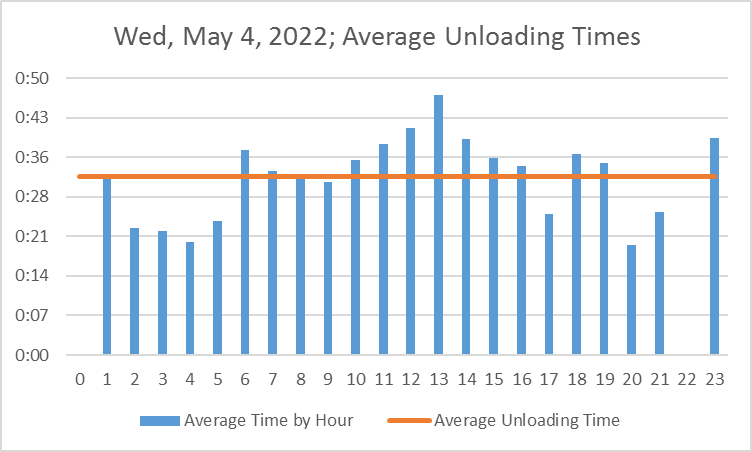 Wed, May 4, 2022; Average Unloading Times
0:50
0:43
0:36
0:28
0:21
0:14
0:07
0:00
0 1 2 3 4 5 6 7 8 9 10 11 12 13 14 15 16 17 18 19 20 21 22 23
Average Time by Hour Average Unloading Time